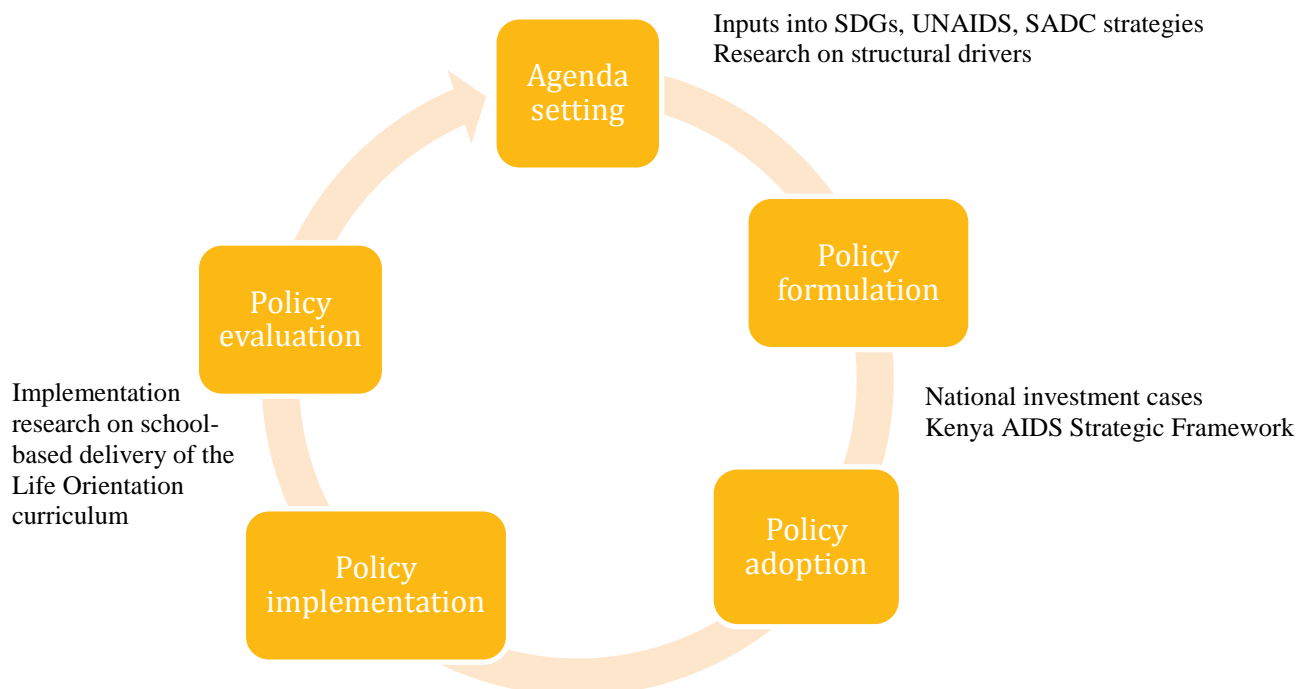 Inputs into SDGs, UNAIDS, SADC strategies
Research on structural drivers
Agenda
setting
Policy
formulation
National investment cases
Kenya AIDS Strategic Framework
Policy
adoption
Policy
implementation
Implementation
research on school-
based delivery of the
Life Orientation
curriculum
Policy
evaluation